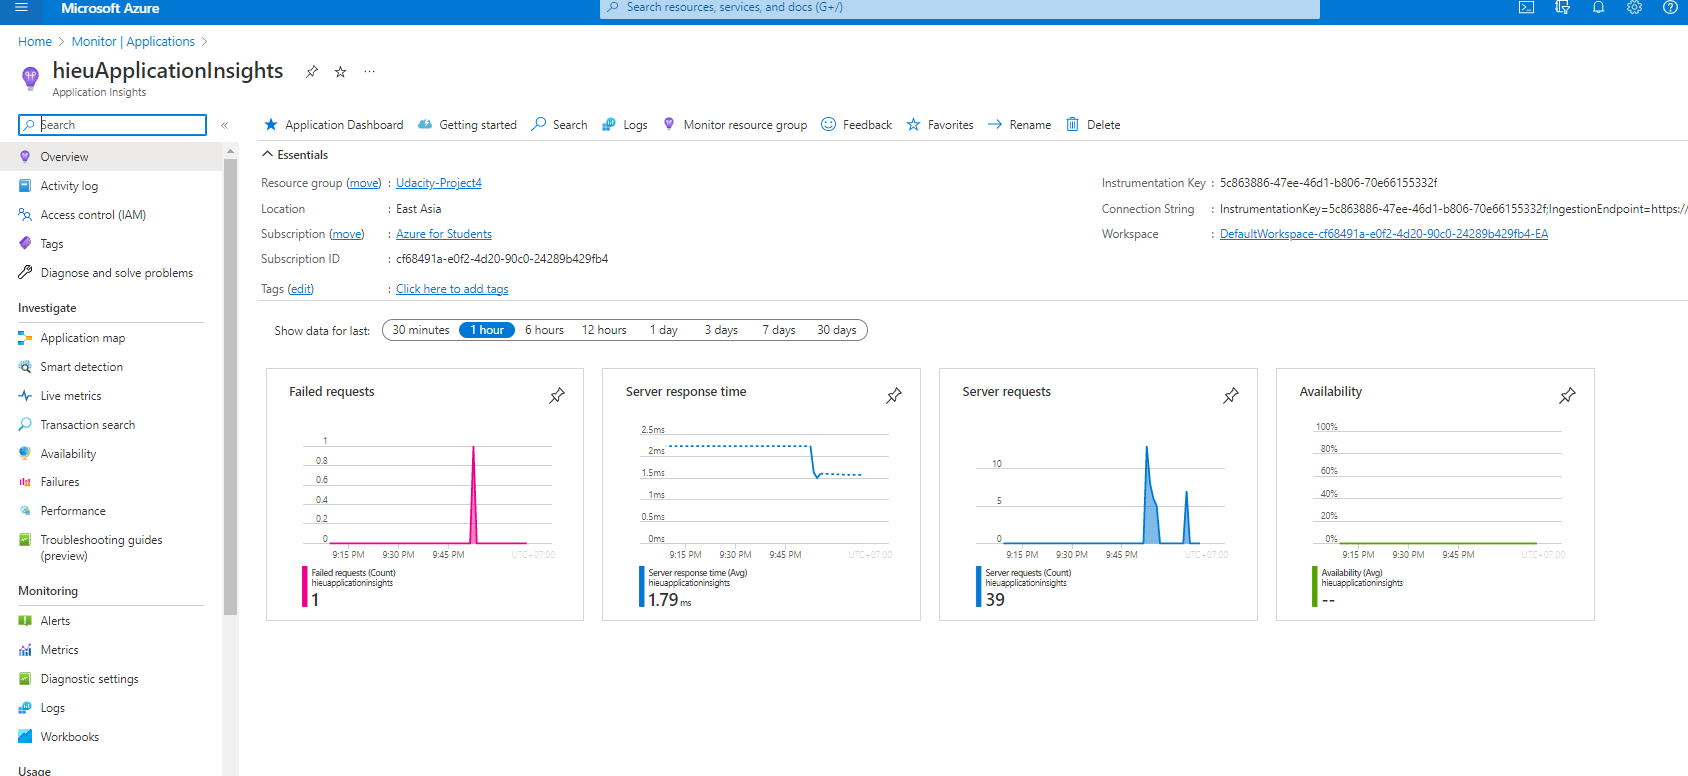 Microsoft Azure
Search resources, services, and docs (G+/)
Home > Monitor | Applications >
hieuApplicationInsights
Application Insights
Search
Application Dashboard Getting started Search Logs Monitor resource group Feedback Favorites Rename Delete
Overview
Activity log
Access control (IAM)
Tags
Diagnose and solve problems
Investigate
Application map
Smart detection
Live metrics
Transaction search
Availability
Failures
Performance
Troubleshooting guides
(preview)
Monitoring
Alerts
Metrics
Diagnostic settings
Logs
Workbooks
Usage
Essentials
Resource group (move) : Udacity-Project4
Location : East Asia
Subscription (move) : Azure for Students
Subscription ID : cf68491a-e0f2-4d20-90c0-24289b429fb4
Tags (edit) : Click here to add tags
Instrumentation Key : 5c863886-47ee-46d1-b806-70e66155332f
Connection String : InstrumentationKey=5c863886-47ee-46d1-b806-70e66155332f;IngestionEndpoint=https://
Workspace : DefaultWorkspace-cf68491a-e0f2-4d20-90c0-24289b429fb4-EA
Show data for last: 30 minutes 1 hour 6 hours 12 hours 1 day 3 days 7 days 30 days
Failed requests
1
0.8
0.6
0.4
0.2
0
9:15 PM 9:30 PM 9:45 PM UTC+07:00
Failed requests (Count)
hieuapplicationinsights
1
Server response time
2.5ms
2ms
1.5ms
1ms
0.5ms
0ms
9:15 PM 9:30 PM 9:45 PM UTC+07:00
Server response time (Avg)
hieuapplicationinsights
1.79 ms
Server requests
10
5
0
9:15 PM 9:30 PM 9:45 PM UTC+07:00
Server requests (Count)
hieuapplicationinsights
39
Availability
100%
80%
60%
40%
20%
0%
9:15 PM 9:30 PM 9:45 PM UTC+07:00
Availability (Avg)
hieuapplicationinsights
--